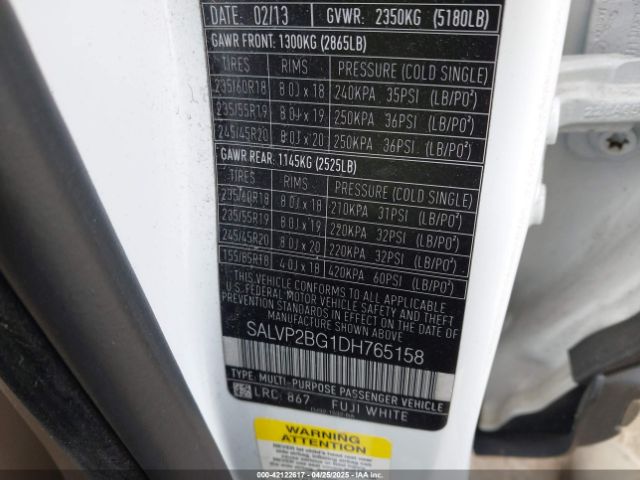 DATE: 02/13 GVWR: 2350KG (5180LB)
GAWR FRONT: 1300KG (2865LB)
TIRES RIMS PRESSURE (COLD SINGLE)
235/60R18 8.0J x 18 240KPA 35PSI (LB/PO²)
235/55R19 8.0J x 19 250KPA 36PSI (LB/PO²)
245/45R20 8.0J x 20 250KPA 36PSI (LB/PO²)
GAWR REAR: 1145KG (2525LB)
TIRES RIMS PRESSURE (COLD SINGLE)
235/60R18 8.0J x 18 210KPA 31PSI (LB/PO²)
235/55R19 8.0J x 19 220KPA 32PSI (LB/PO²)
245/45R20 8.0J x 20 220KPA 32PSI (LB/PO²)
155/85R18 4.0J x 18 420KPA 60PSI (LB/PO²)
THIS VEHICLE CONFORMS TO ALL APPLICABLE
U.S. FEDERAL MOTOR VEHICLE SAFETY, BUMPER
AND THEFT PREVENTION STANDARDS
IN EFFECT ON THE DATE OF MANUFACTURE
SHOWN ABOVE
SALVP2BG1DH765158
TYPE: MULTI-PURPOSE PASSENGER VEHICLE
LRC: 867 FUJI WHITE
WARNING
ATTENTION
IAA-42122617 - 04/25/2025 - IAAI.COM